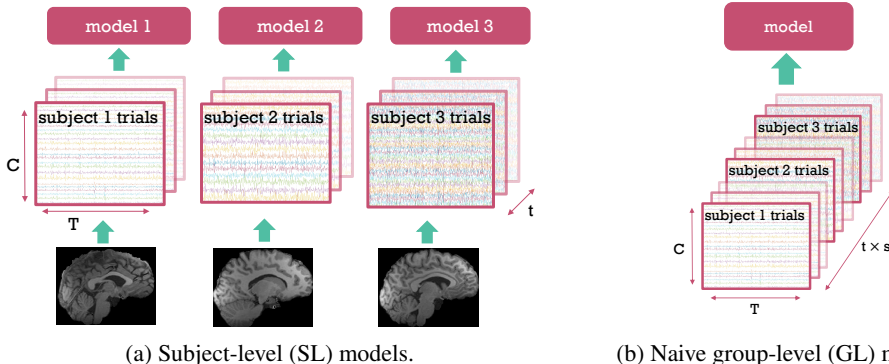 model 1
model 2
model 3
model
subject 1 trials
subject 2 trials
subject 3 trials
C
T
t
subject 3 trials
subject 2 trials
subject 1 trials
C
T
t × s
(a) Subject-level (SL) models.
(b) Naive group-level (GL) m